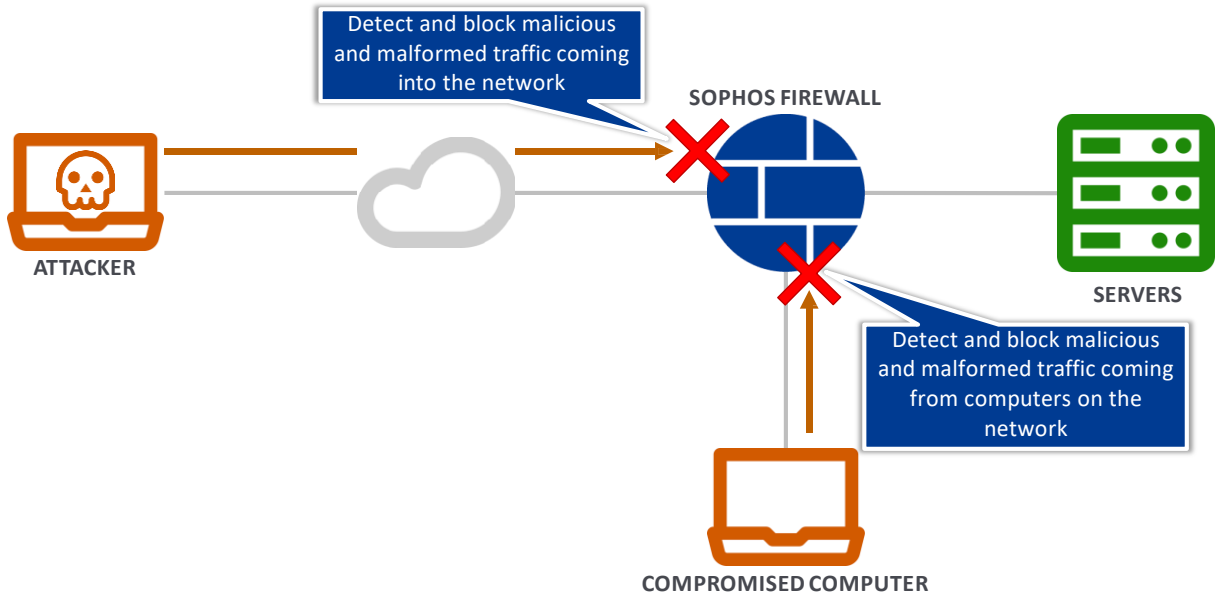 Detect and block malicious
and malformed traffic coming
into the network
SOPHOS FIREWALL
ATTACKER
SERVERS
Detect and block malicious
and malformed traffic coming
from computers on the
network
COMPROMISED COMPUTER